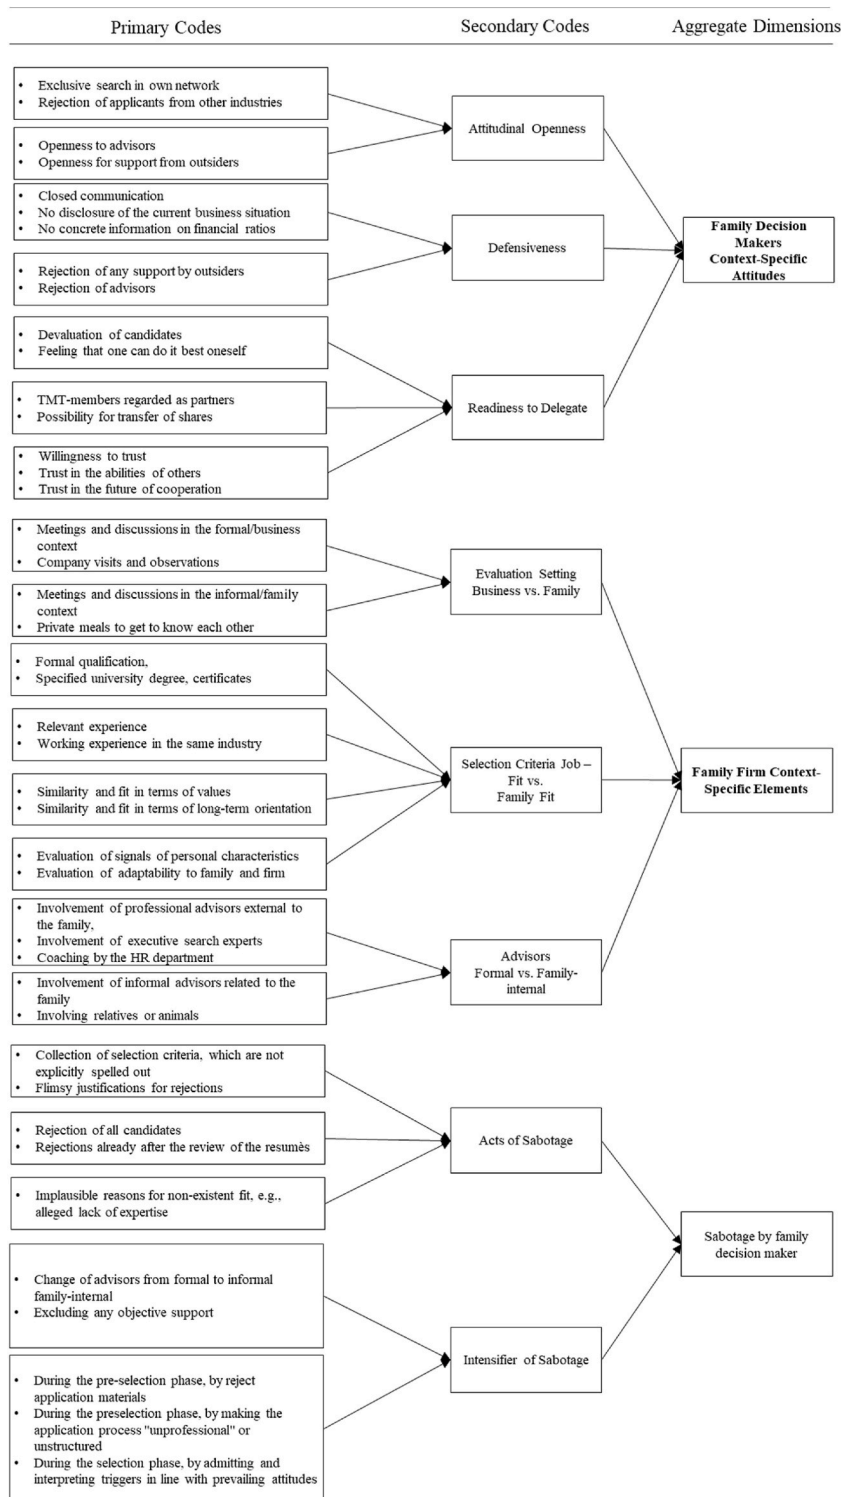 Primary Codes
Secondary Codes
Aggregate Dimensions
• Exclusive search in own network
• Rejection of applicants from other industries
• Openness to advisors
• Openness for support from outsiders
Attitudinal Openness
• Closed communication
• No disclosure of the current business situation
• No concrete information on financial ratios
• Rejection of any support by outsiders
• Rejection of advisors
Defensiveness
• Devaluation of candidates
• Feeling that one can do it best oneself
• TMT-members regarded as partners
• Possibility for transfer of shares
• Willingness to trust
• Trust in the abilities of others
• Trust in the future of cooperation
Readiness to Delegate
Family Decision
Makers
Context-Specific
Attitudes
• Meetings and discussions in the formal/business
context
• Company visits and observations
• Meetings and discussions in the informal/family
context
• Private meals to get to know each other
Evaluation Setting
Business vs. Family
• Formal qualification,
• Specified university degree, certificates
• Relevant experience
• Working experience in the same industry
• Similarity and fit in terms of values
• Similarity and fit in terms of long-term orientation
• Evaluation of signals of personal characteristics
• Evaluation of adaptability to family and firm
Selection Criteria Job –
Fit vs.
Family Fit
• Involvement of professional advisors external to
the family,
• Involvement of executive search experts
• Coaching by the HR department
• Involvement of informal advisors related to the
family
• Involving relatives or animals
Advisors
Formal vs. Family-
internal
Family Firm Context-
Specific Elements
• Collection of selection criteria, which are not
explicitly spelled out
• Flimsy justifications for rejections
• Rejection of all candidates
• Rejections already after the review of the resumès
• Implausible reasons for non-existent fit, e.g.,
alleged lack of expertise
Acts of Sabotage
• Change of advisors from formal to informal
family-internal
• Excluding any objective support
• During the pre-selection phase, by reject
application materials
• During the preselection phase, by making the
application process "unprofessional" or
unstructured
• During the selection phase, by admitting and
interpreting triggers in line with prevailing attitudes
Intensifier of Sabotage
Sabotage by family
decision maker